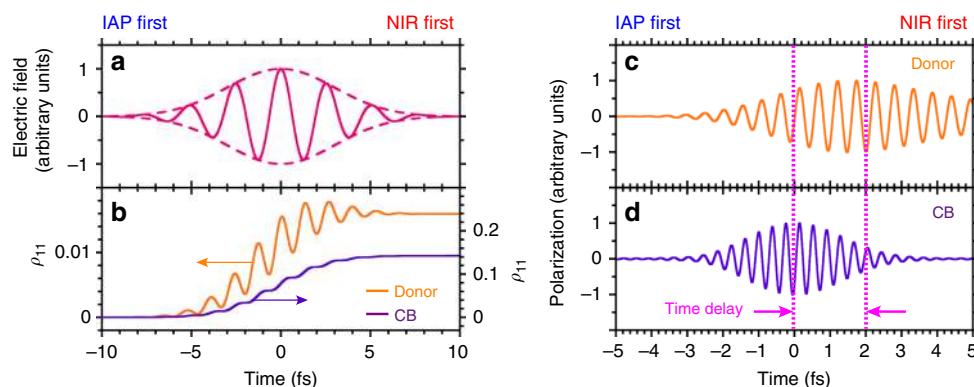 IAP first
NIR first
a
Electric field
(arbitrary units)
1
0
−1
b
ρ11
0.01
0
Donor
CB
0.2
0.1
0
ρ11
−10
−5
0
5
10
Time (fs)
IAP first
NIR first
c
Donor
Polarization (arbitrary units)
1
0
−1
d
CB
1
0
−1
Time delay
−5 −4 −3 −2 −1 0 1 2 3 4 5
Time (fs)